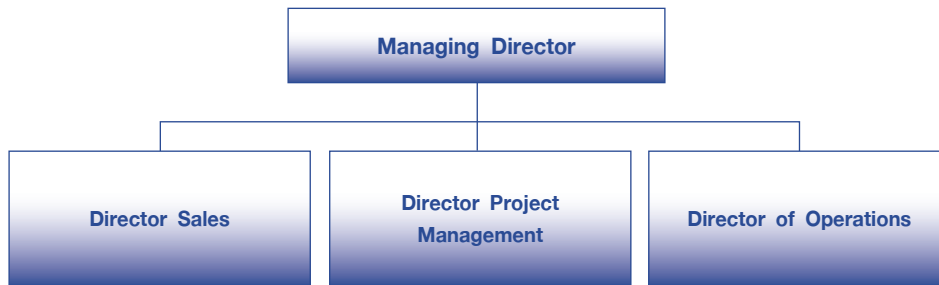 Managing Director
Director Sales
Director Project
Management
Director of Operations